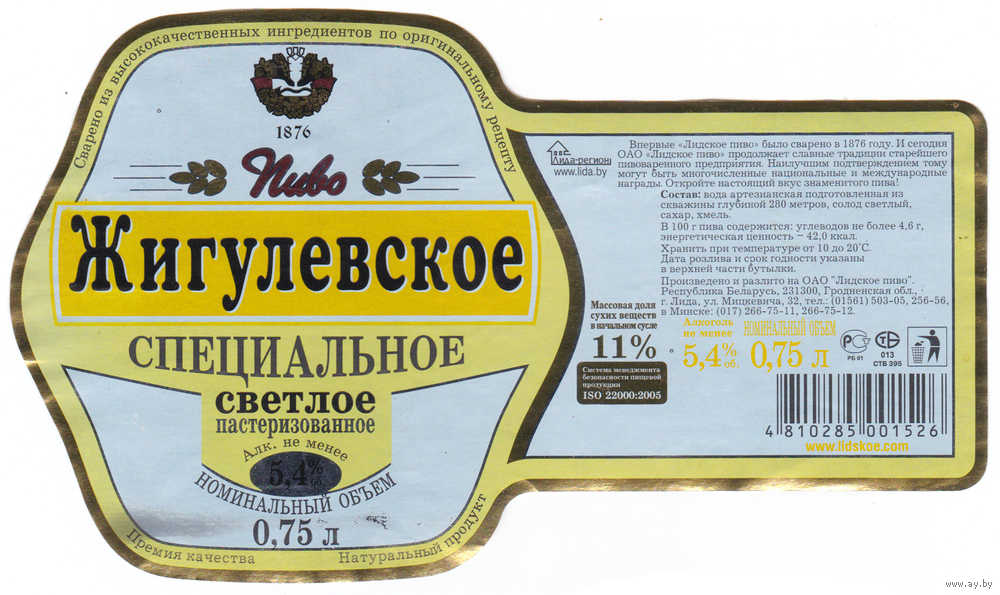 Сварено из высококачественных ингредиентов по оригинальному рецепту
1876
Пиво
Жигулевское
СПЕЦИАЛЬНОЕ
светлое
пастеризованное
Алк. не менее
5,4% об.
НОМИНАЛЬНЫЙ ОБЪЕМ
0,75 л
Премия качества
Натуральный продукт
Лида-регион
www.lida.by
Впервые «Лидское пиво» было сварено в 1876 году. И сегодня
ОАО «Лидское пиво» продолжает славные традиции старейшего
пивоваренного предприятия. Наилучшим подтверждением тому
могут быть многочисленные национальные и международные
награды. Откройте настоящий вкус знаменитого пива!
Состав: вода артезианская подготовленная из
скважины глубиной 280 метров, солод светлый,
сахар, хмель.
В 100 г пива содержится: углеводов не более 4,6 г,
энергетическая ценность – 42,0 ккал.
Хранить при температуре от 10 до 20°С.
Дата розлива и срок годности указаны
в верхней части бутылки.
Произведено и разлито на ОАО "Лидское пиво".
Республика Беларусь, 231300, Гродненская обл.,
г. Лида, ул. Мицкевича, 32, тел.: (01561) 503-05, 256-56,
в Минске: (017) 266-75-11, 266-75-12.
Массовая доля
сухих веществ
в начальном сусле
11%
Система менеджмента
безопасности пищевой
продукции
ISO 22000:2005
Алкоголь
не менее
5,4% об.
НОМИНАЛЬНЫЙ ОБЪЕМ
0,75 л
РБ 01
013
СТБ 395
4 810285 001526
www.lidskoe.com
www.ay.by